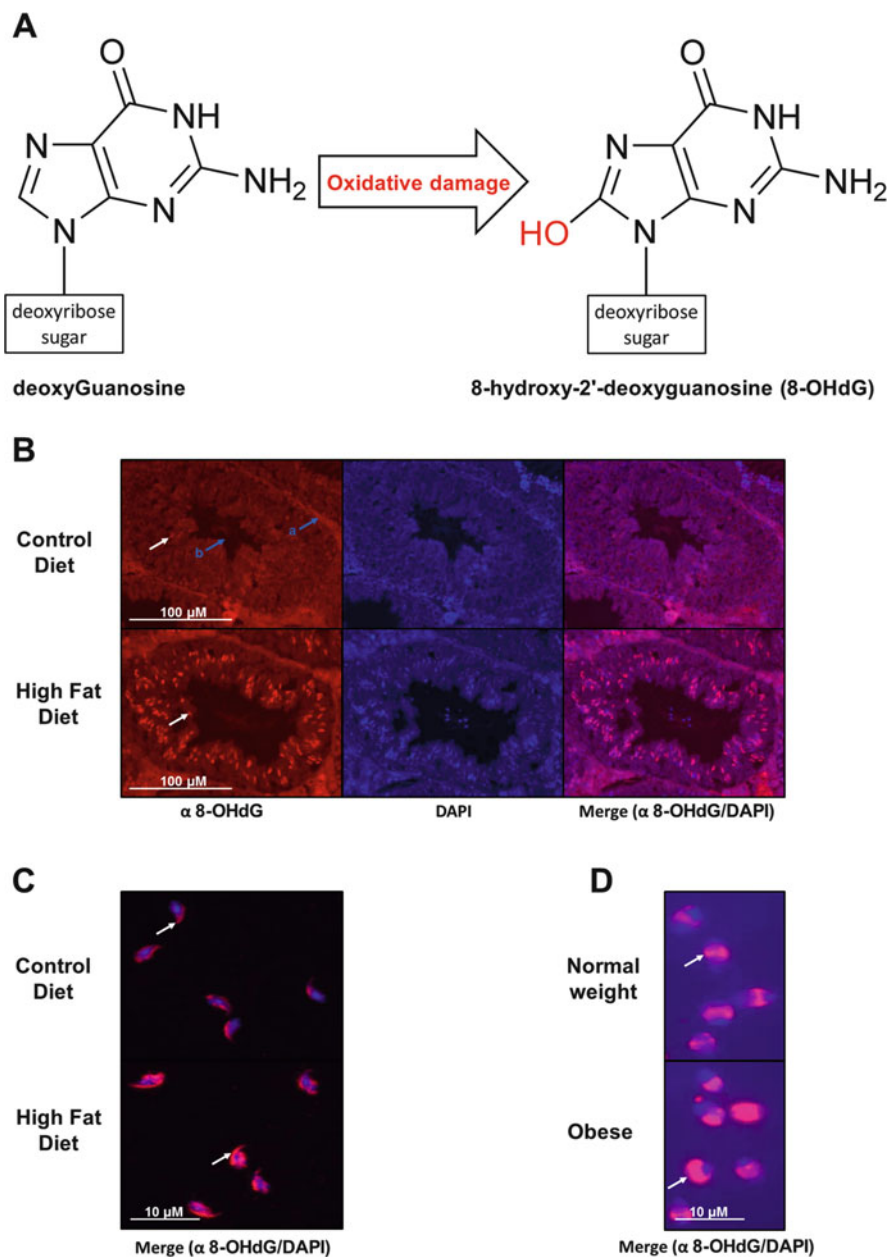 A
O
N
NH
N
N
NH2
deoxyribose
sugar
deoxyGuanosine
Oxidative damage
O
N
NH
HO
N
N
NH2
deoxyribose
sugar
8-hydroxy-2'-deoxyguanosine (8-OHdG)
B
Control
Diet
a
b
100 µM
High Fat
Diet
100 µM
α 8-OHdG
DAPI
Merge (α 8-OHdG/DAPI)
C
Control
Diet
High Fat
Diet
10 µM
Merge (α 8-OHdG/DAPI)
D
Normal
weight
Obese
10 µM
Merge (α 8-OHdG/DAPI)